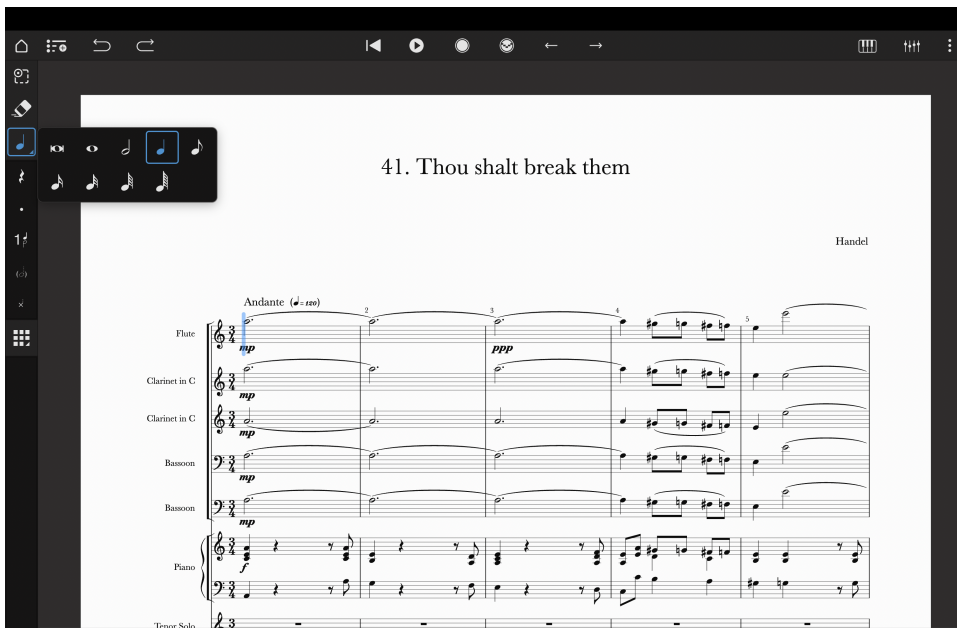 41. Thou shalt break them
Handel
Andante (♩= 120)
2
3
4
5
Flute
mp
ppp
Clarinet in C
mp
Clarinet in C
mp
Bassoon
mp
Bassoon
mp
Piano
f
Tenor Solo